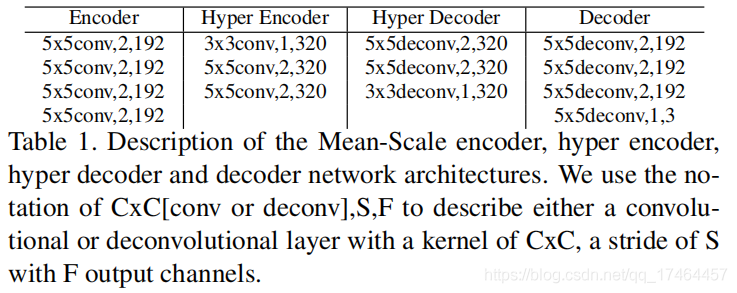 Encoder Hyper Encoder Hyper Decoder Decoder
5x5conv,2,192 3x3conv,1,320 5x5deconv,2,320 5x5deconv,2,192
5x5conv,2,192 5x5conv,2,320 5x5deconv,2,320 5x5deconv,2,192
5x5conv,2,192 5x5conv,2,320 3x3deconv,1,320 5x5deconv,2,192
5x5conv,2,192 5x5deconv,1,3
Table 1. Description of the Mean-Scale encoder, hyper encoder,
hyper decoder and decoder network architectures. We use the no-
tation of CxC[conv or deconv],S,F to describe either a convolu-
tional or deconvolutional layer with a kernel of CxC, a stride of S
with F output channels.
https://blog.csdn.net/qq_17464457